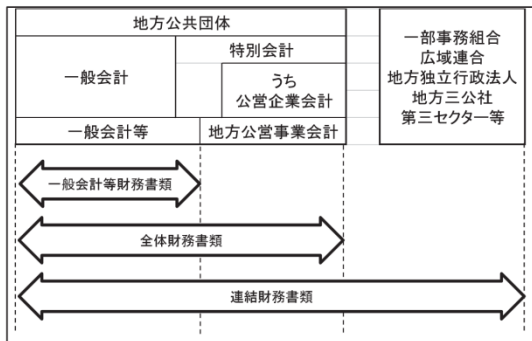 地方公共団体
一般会計
特別会計
うち
公営企業会計
一般会計等
地方公営事業会計
一部事務組合
広域連合
地方独立行政法人
地方三公社
第三セクター等
一般会計等財務書類
全体財務書類
連結財務書類